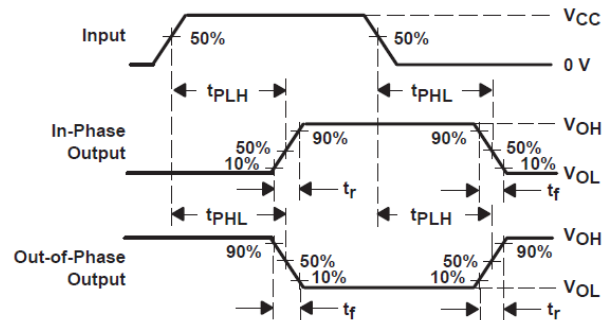 VCC
Input
50%
50%
0 V
tPLH
tPHL
VOH
In-Phase
Output
90%
90%
50%
50%
10%
10%
VOL
tr
tf
tPHL
tPLH
VOH
Out-of-Phase
Output
90%
90%
50%
50%
10%
10%
VOL
tf
tr